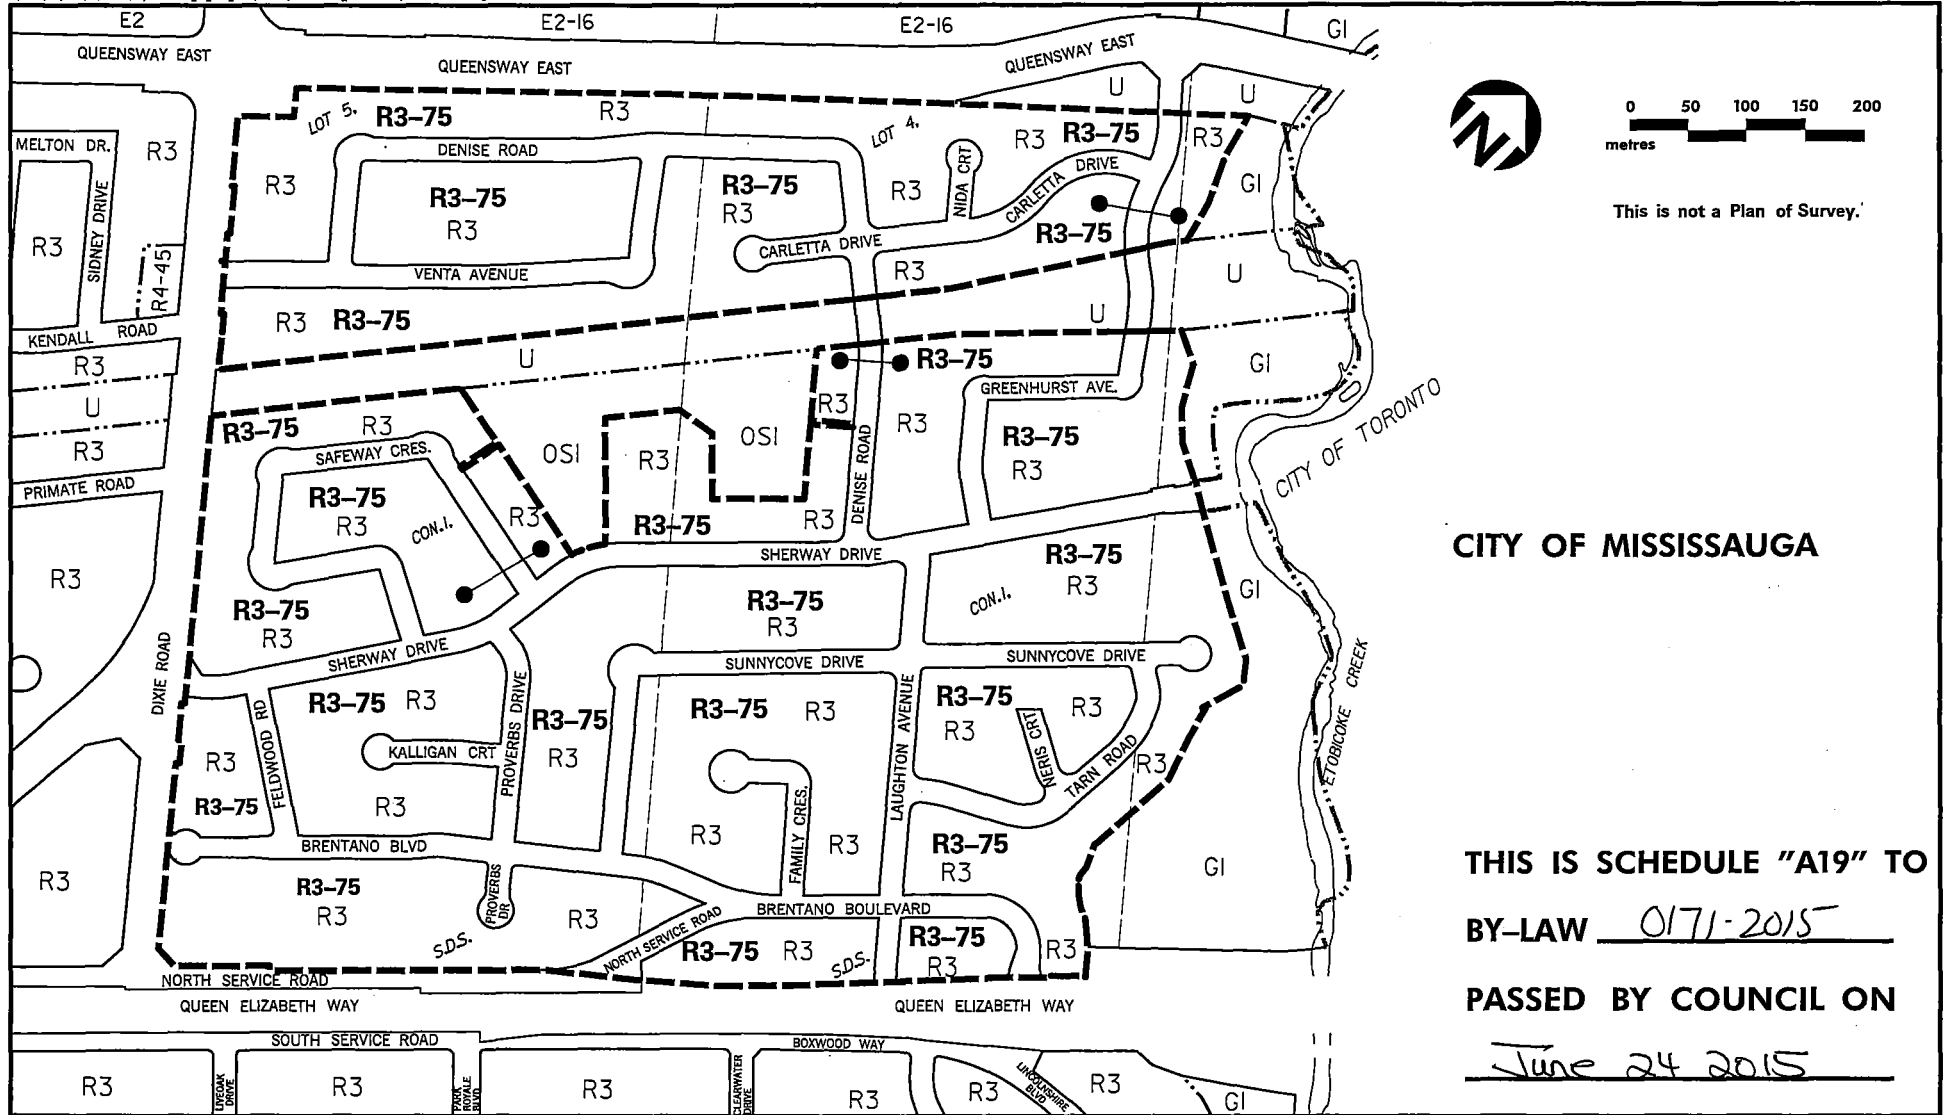 E2
E2-16
E2-16
G1
QUEENSWAY EAST
QUEENSWAY EAST
QUEENSWAY EAST
U
U
LOT 5.
R3-75
R3
LOT 4.
R3
R3-75
R3
MELTON DR.
R3
DENISE ROAD
NIDA CRT
CARLETTA DRIVE
R3
R3-75
R3
R3-75
R3
R3
G1
SIDNEY DRIVE
R3
R4-45
CARLETTA DRIVE
R3-75
VENTA AVENUE
R3
U
R3
R3-75
U
KENDALL ROAD
R3
U
R3-75
G1
GREENHURST AVE.
U
R3
R3-75
R3
SAFEWAY CRES.
OS1
R3
OS1
R3
DENISE ROAD
R3
R3-75
R3
CITY OF TORONTO
PRIMATE ROAD
R3-75
R3
CON.I.
R3
R3-75
R3
SHERWAY DRIVE
R3-75
R3
R3
R3-75
R3
R3-75
R3
CON.I.
G1
DIXIE ROAD
SHERWAY DRIVE
SUNNYCOVE DRIVE
SUNNYCOVE DRIVE
ETOBICOKE CREEK
FELDWOOD RD
R3-75
R3
PROVERBS DRIVE
R3-75
R3
R3-75
R3
LAUGHTON AVENUE
R3-75
R3
NERIS CRT
R3
TARN ROAD
R3
R3
R3-75
KALLIGAN CRT
R3
BRENTANO BLVD
R3
FAMILY CRES.
R3
R3-75
R3
G1
R3
R3-75
R3
PROVERBS DR
R3
S.D.S.
NORTH SERVICE ROAD
BRENTANO BOULEVARD
R3-75
R3
S.D.S.
R3-75
R3
R3
NORTH SERVICE ROAD
QUEEN ELIZABETH WAY
QUEEN ELIZABETH WAY
SOUTH SERVICE ROAD
BOXWOOD WAY
R3
LIVEOAK DRIVE
R3
PARK ROYALE BLVD
R3
CLEARWATER DRIVE
R3
R3
LINCOLNSHIRE BLVD
R3
G1
N
0 50 100 150 200
metres
This is not a Plan of Survey.
CITY OF MISSISSAUGA
THIS IS SCHEDULE "A19" TO
BY-LAW 0171-2015
PASSED BY COUNCIL ON
June 24 2015